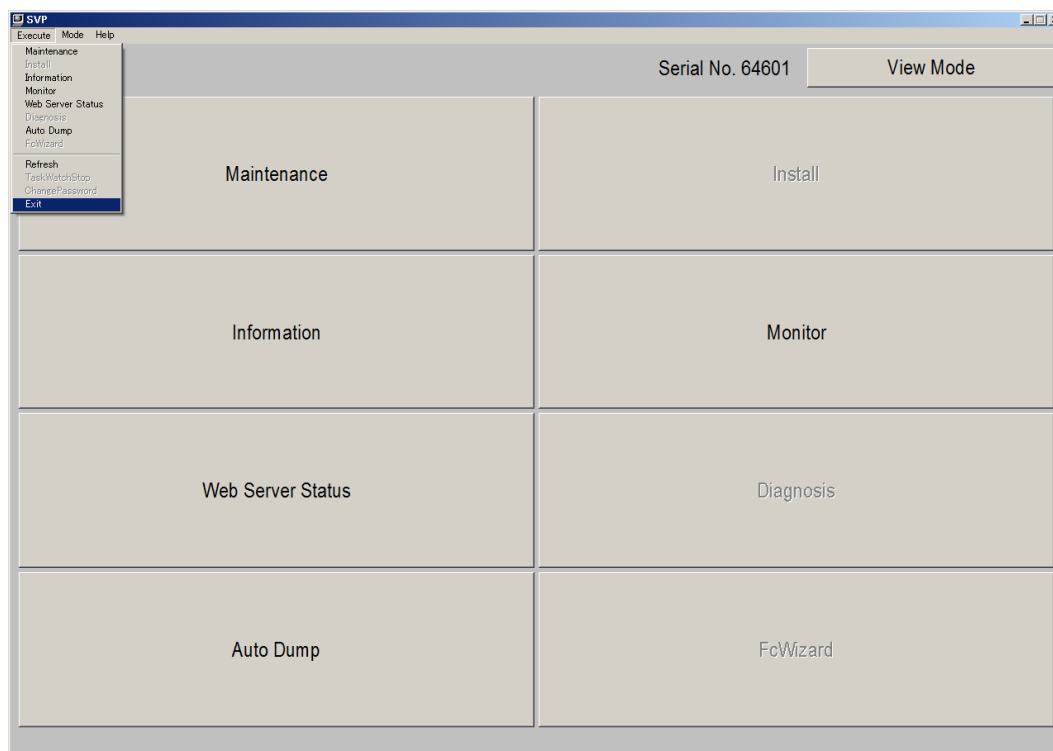 SVP
Execute Mode Help
Maintenance
Install
Information
Monitor
Web Server Status
Diagnosis
Auto Dump
FcWizard
Refresh
TaskWatchStop
ChangePassword
Exit
Serial No. 64601
View Mode
Maintenance
Install
Information
Monitor
Web Server Status
Diagnosis
Auto Dump
FcWizard